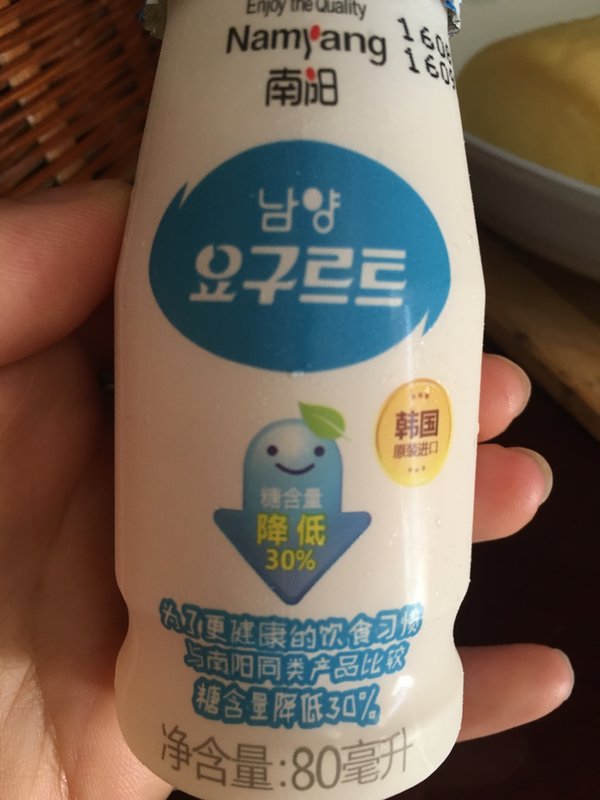 Enjoy the Quality
Namyang
南阳
남양
요구르트
韩国
原装进口
糖含量
降低
30%
为了更健康的饮食习惯
与南阳同类产品比较
糖含量降低30%
净含量:80毫升